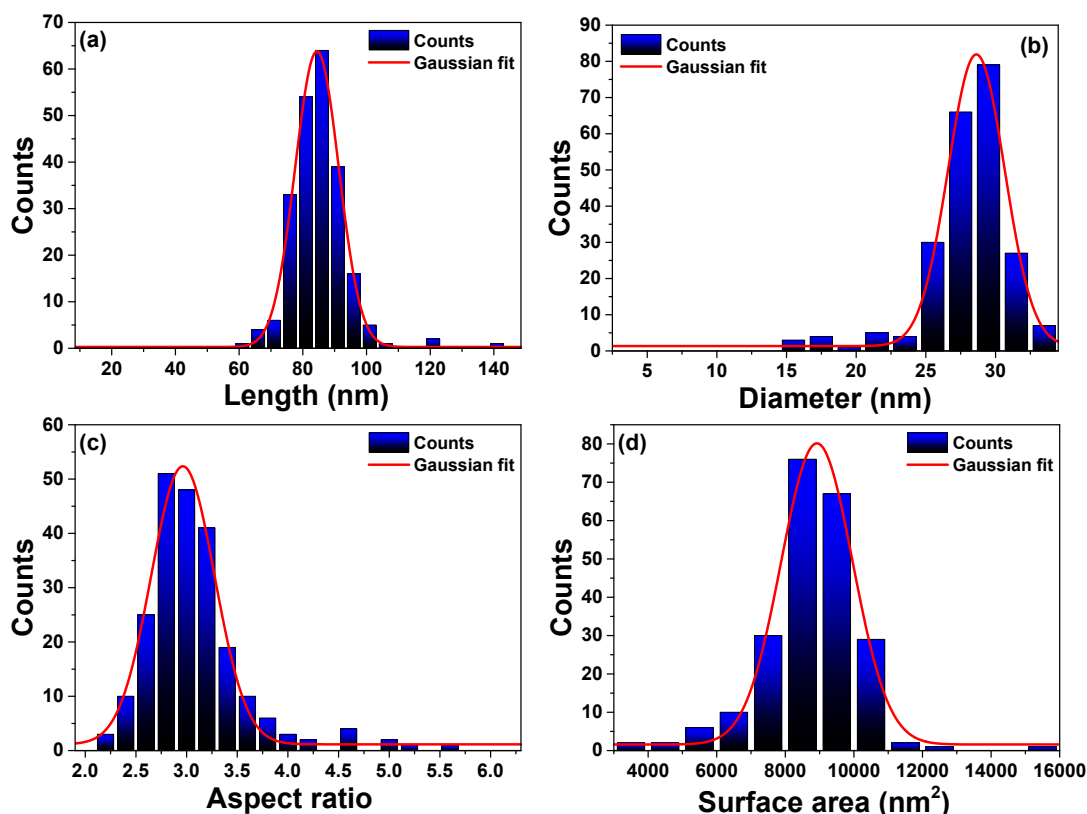 (a)
Counts
Gaussian fit
70
60
50
40
30
20
10
0
Counts
20 40 60 80 100 120 140
Length (nm)
(b)
Counts
Gaussian fit
90
80
70
60
50
40
30
20
10
0
Counts
5 10 15 20 25 30
Diameter (nm)
(c)
Counts
Gaussian fit
60
50
40
30
20
10
0
Counts
2.0 2.5 3.0 3.5 4.0 4.5 5.0 5.5 6.0
Aspect ratio
(d)
Counts
Gaussian fit
80
70
60
50
40
30
20
10
0
Counts
4000 6000 8000 10000 12000 14000 16000
Surface area (nm²)